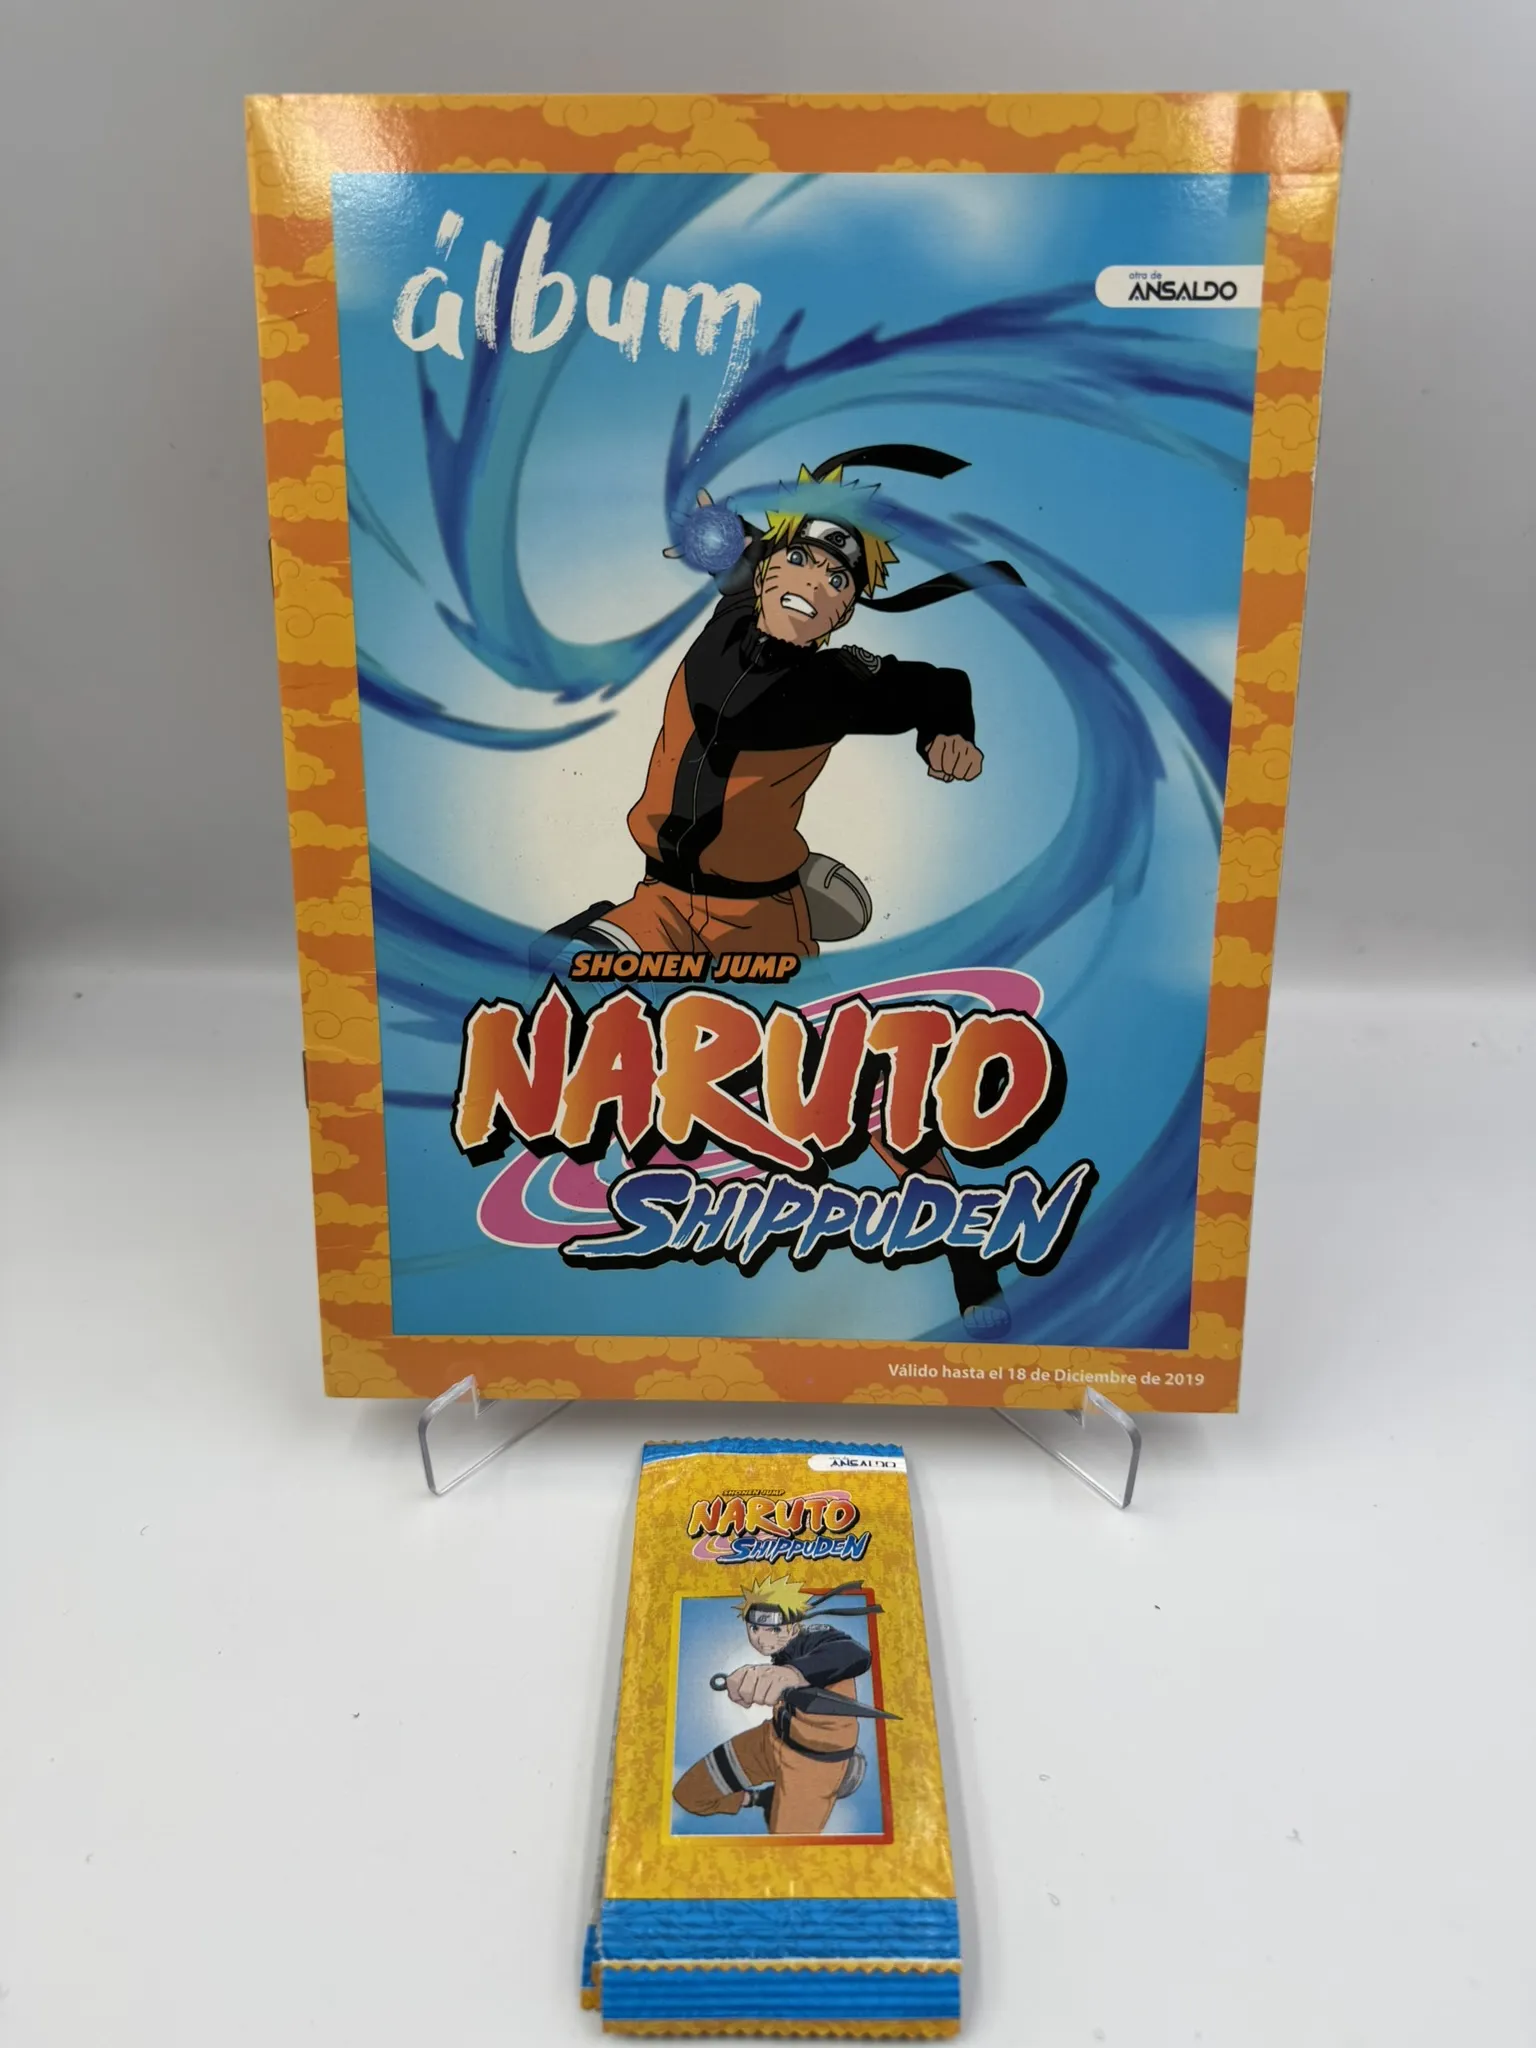 álbum
otro de
ANSALDO
SHONEN JUMP
NARUTO
SHIPPUDEN
Válido hasta el 18 de Diciembre de 2019
ANSALDO
SHONEN JUMP
NARUTO
SHIPPUDEN